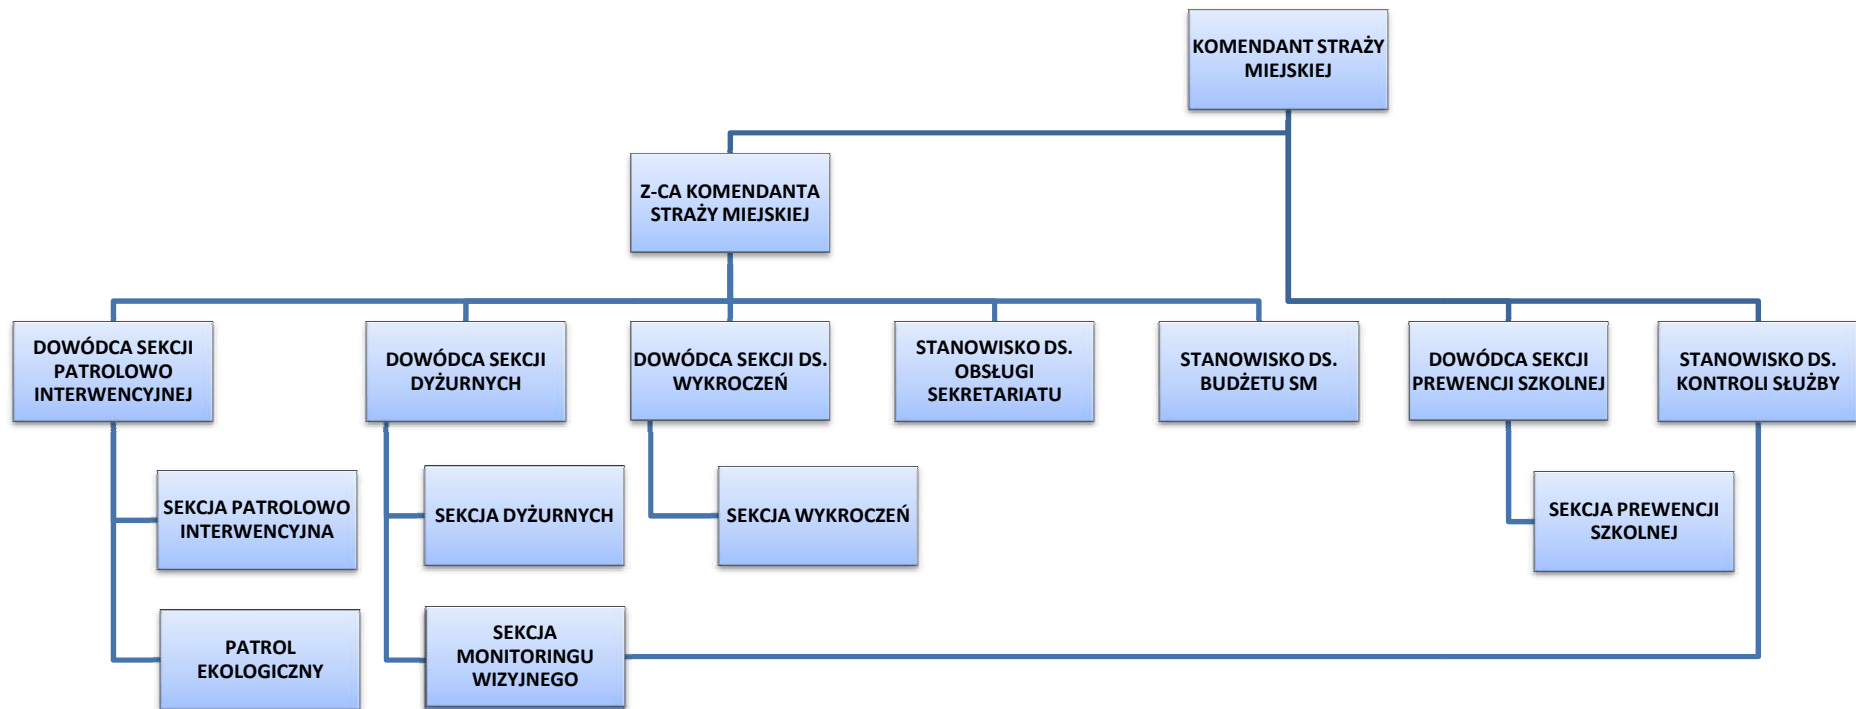 KOMENDANT STRAŻY
MIEJSKIEJ
Z-CA KOMENDANTA
STRAŻY MIEJSKIEJ
DOWÓDCA SEKCJI
PATROLOWO
INTERWENCYJNEJ
DOWÓDCA SEKCJI
DYŻURNYCH
DOWÓDCA SEKCJI DS.
WYKROCZEŃ
STANOWISKO DS.
OBSŁUGI
SEKRETARIATU
STANOWISKO DS.
BUDŻETU SM
DOWÓDCA SEKCJI
PREWENCJI SZKOLNEJ
STANOWISKO DS.
KONTROLI SŁUŻBY
SEKCJA PATROLOWO
INTERWENCYJNA
SEKCJA DYŻURNYCH
SEKCJA WYKROCZEŃ
SEKCJA PREWENCJI
SZKOLNEJ
PATROL
EKOLOGICZNY
SEKCJA
MONITORINGU
WIZYJNEGO